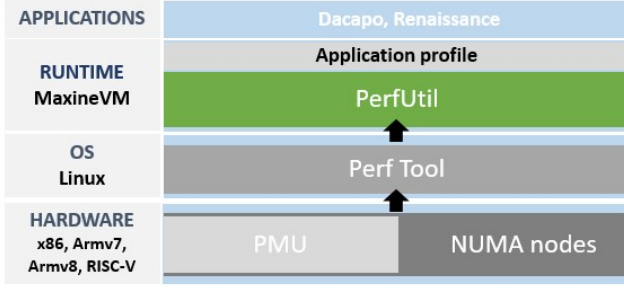 APPLICATIONS
Dacapo, Renaissance
RUNTIME
MaxineVM
Application profile
PerfUtil
OS
Linux
Perf Tool
HARDWARE
x86, Armv7,
Armv8, RISC-V
PMU
NUMA nodes